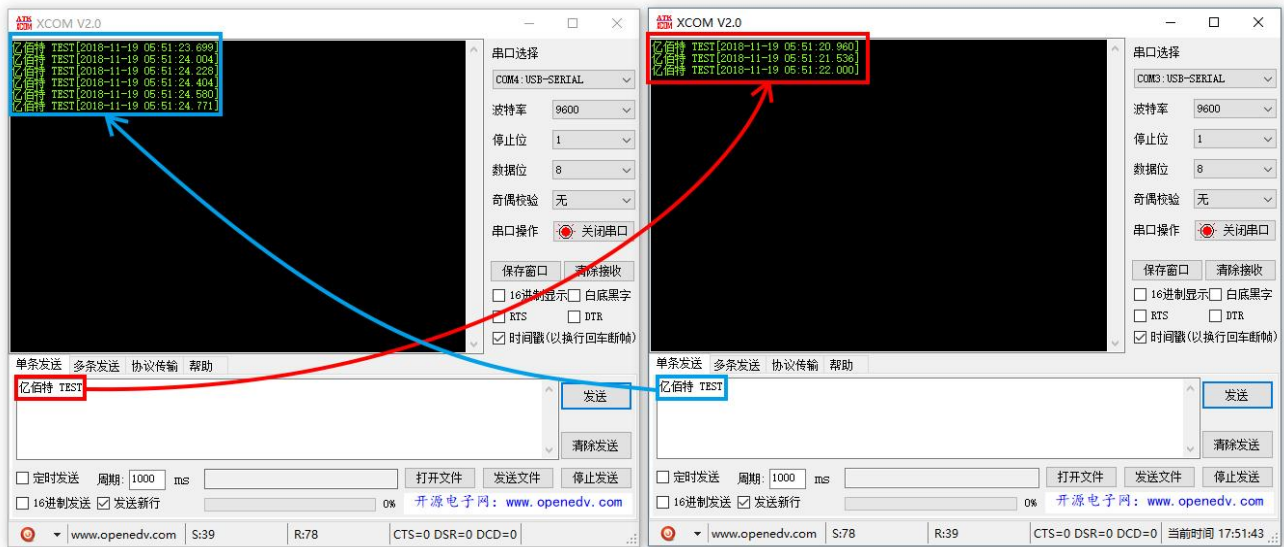 ATK XCOM XCOM V2.0
亿佰特 TEST[2018-11-19 05:51:23.699]
亿佰特 TEST[2018-11-19 05:51:24.004]
亿佰特 TEST[2018-11-19 05:51:24.228]
亿佰特 TEST[2018-11-19 05:51:24.404]
亿佰特 TEST[2018-11-19 05:51:24.580]
亿佰特 TEST[2018-11-19 05:51:24.771]
串口选择
COM4:USB-SERIAL
波特率 9600
停止位 1
数据位 8
奇偶校验 无
串口操作 关闭串口
保存窗口 清除接收
16进制显示 白底黑字
RTS DTR
时间戳(以换行回车断帧)
单条发送 多条发送 协议传输 帮助
亿佰特 TEST
发送
清除发送
定时发送 周期: 1000 ms 打开文件 发送文件 停止发送
16进制发送 发送新行 0% 开源电子网: www.openedv.com
www.openedv.com S:39 R:78 CTS=0 DSR=0 DCD=0
ATK XCOM XCOM V2.0
亿佰特 TEST[2018-11-19 05:51:20.960]
亿佰特 TEST[2018-11-19 05:51:21.536]
亿佰特 TEST[2018-11-19 05:51:22.000]
串口选择
COM3:USB-SERIAL
波特率 9600
停止位 1
数据位 8
奇偶校验 无
串口操作 关闭串口
保存窗口 清除接收
16进制显示 白底黑字
RTS DTR
时间戳(以换行回车断帧)
单条发送 多条发送 协议传输 帮助
亿佰特 TEST
发送
清除发送
定时发送 周期: 1000 ms 打开文件 发送文件 停止发送
16进制发送 发送新行 0% 开源电子网: www.openedv.com
www.openedv.com S:78 R:39 CTS=0 DSR=0 DCD=0 当前时间 17:51:43